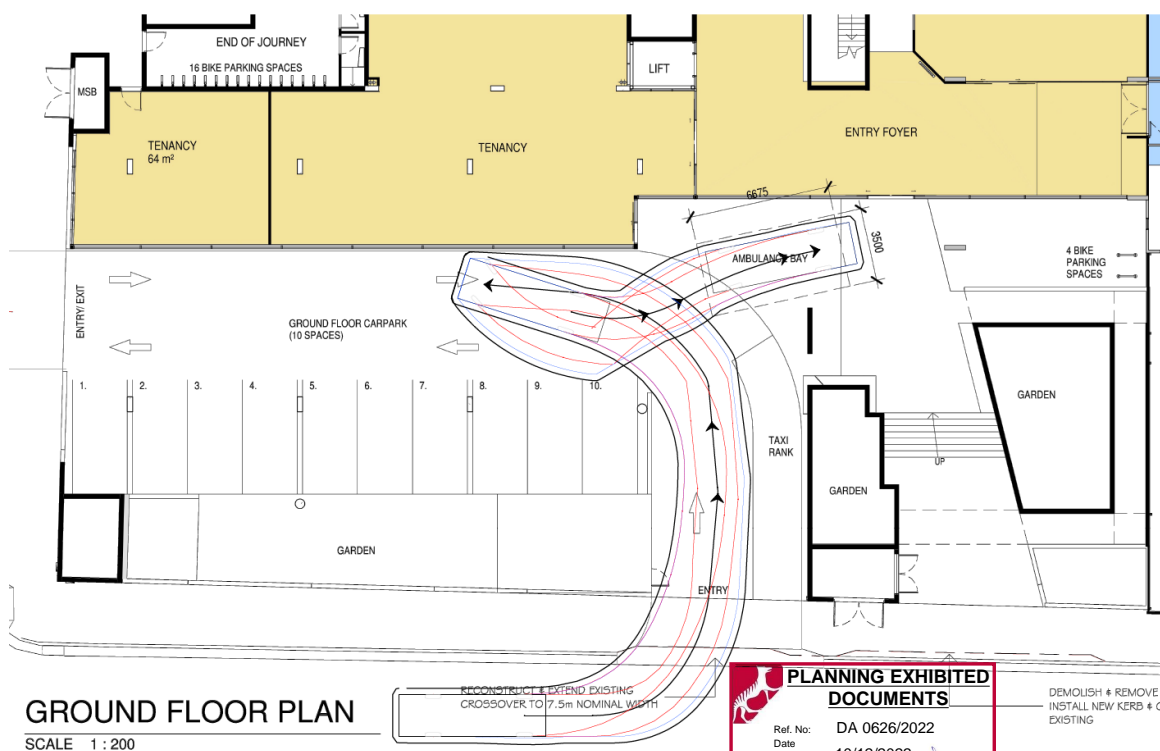 END OF JOURNEY
16 BIKE PARKING SPACES
MSB
LIFT
TENANCY
64 m²
TENANCY
ENTRY FOYER
6675
3500
AMBULANCE BAY
4 BIKE
PARKING
SPACES
ENTRY/ EXIT
GROUND FLOOR CARPARK
(10 SPACES)
1.
2.
3.
4.
5.
6.
7.
8.
9.
10.
GARDEN
TAXI
RANK
UP
GARDEN
GARDEN
ENTRY
RECONSTRUCT & EXTEND EXISTING
CROSSOVER TO 7.5m NOMINAL WIDTH
GROUND FLOOR PLAN
SCALE 1 : 200
PLANNING EXHIBITED
DOCUMENTS
Ref. No: DA 0626/2022
Date
DEMOLISH & REMOVE
INSTALL NEW KERB &
EXISTING